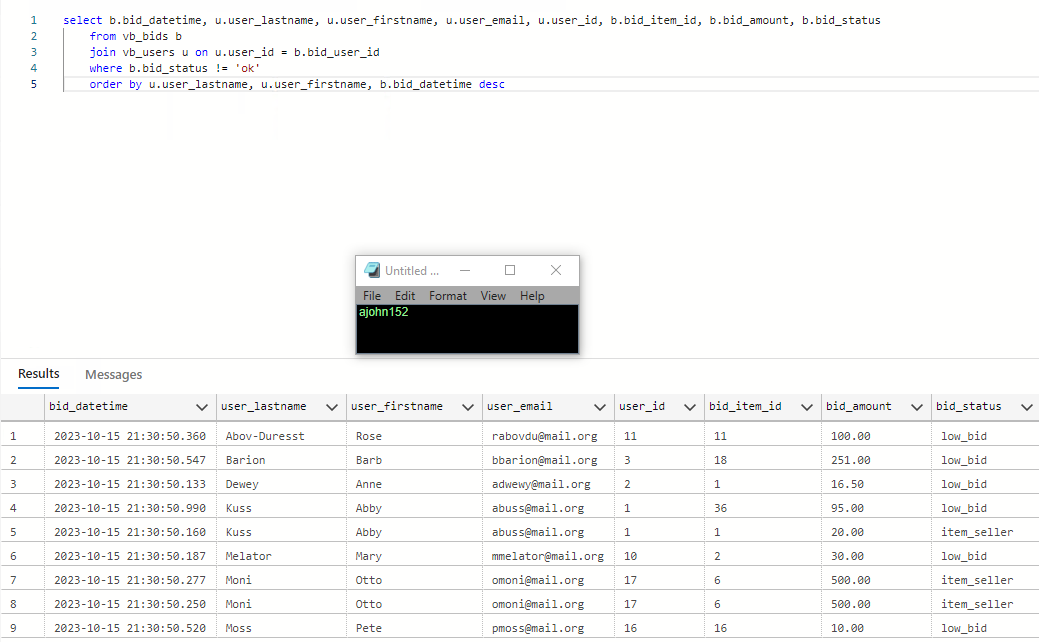 1 select b.bid_datetime, u.user_lastname, u.user_firstname, u.user_email, u.user_id, b.bid_item_id, b.bid_amount, b.bid_status
2 from vb_bids b
3 join vb_users u on u.user_id = b.bid_user_id
4 where b.bid_status != 'ok'
5 order by u.user_lastname, u.user_firstname, b.bid_datetime desc
Untitled ...
File Edit Format View Help
ajohn152
Results Messages
bid_datetime user_lastname user_firstname user_email user_id bid_item_id bid_amount bid_status
1 2023-10-15 21:30:50.360 Abov-Duresst Rose rabovdu@mail.org 11 11 100.00 low_bid
2 2023-10-15 21:30:50.547 Barion Barb bbarion@mail.org 3 18 251.00 low_bid
3 2023-10-15 21:30:50.133 Dewey Anne adwewy@mail.org 2 1 16.50 low_bid
4 2023-10-15 21:30:50.990 Kuss Abby abuss@mail.org 1 36 95.00 low_bid
5 2023-10-15 21:30:50.160 Kuss Abby abuss@mail.org 1 1 20.00 item_seller
6 2023-10-15 21:30:50.187 Melator Mary mmelator@mail.org 10 2 30.00 low_bid
7 2023-10-15 21:30:50.277 Moni Otto omoni@mail.org 17 6 500.00 item_seller
8 2023-10-15 21:30:50.250 Moni Otto omoni@mail.org 17 6 500.00 item_seller
9 2023-10-15 21:30:50.520 Moss Pete pmoss@mail.org 16 16 10.00 low_bid